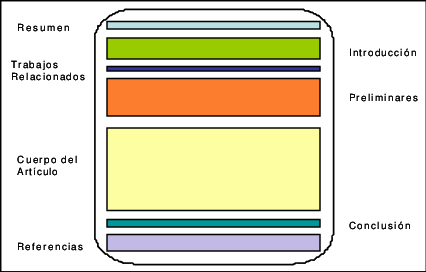 Resumen
Introducción
Trabajos
Relacionados
Preliminares
Cuerpo del
Artículo
Conclusión
Referencias